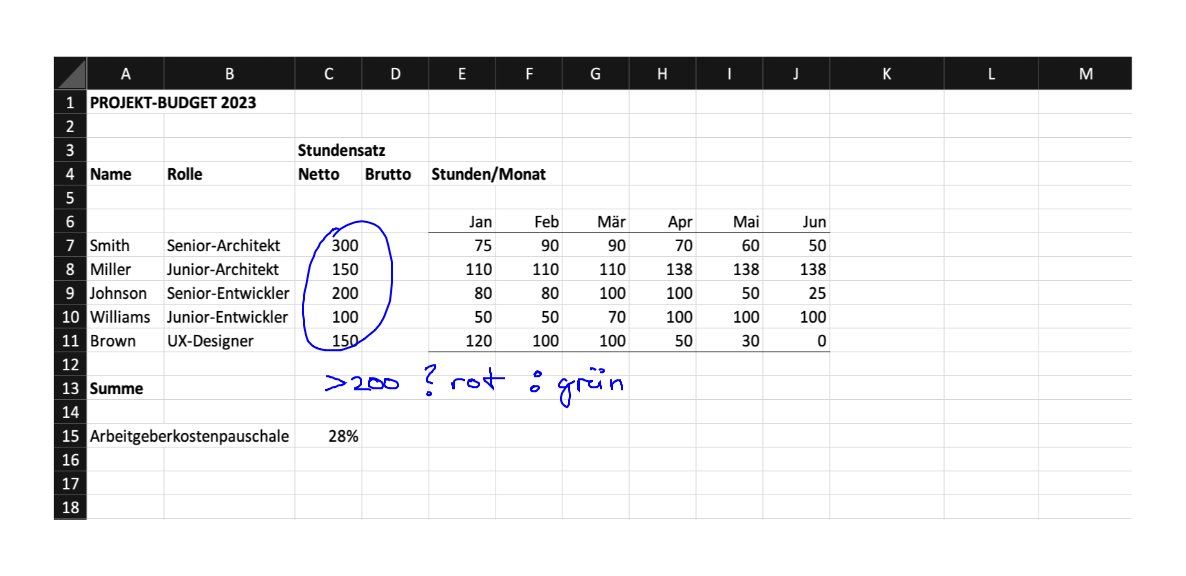 A B C D E F G H I J K L M
1 PROJEKT-BUDGET 2023
2
3 Stundensatz
4 Name Rolle Netto Brutto Stunden/Monat
5
6 Jan Feb Mär Apr Mai Jun
7 Smith Senior-Architekt 300 75 90 90 70 60 50
8 Miller Junior-Architekt 150 110 110 110 138 138 138
9 Johnson Senior-Entwickler 200 80 80 100 100 50 25
10 Williams Junior-Entwickler 100 50 50 70 100 100 100
11 Brown UX-Designer 150 120 100 100 50 30 0
12
>200 ? rot : grün
13 Summe
14
15 Arbeitgeberkostenpauschale 28%
16
17
18